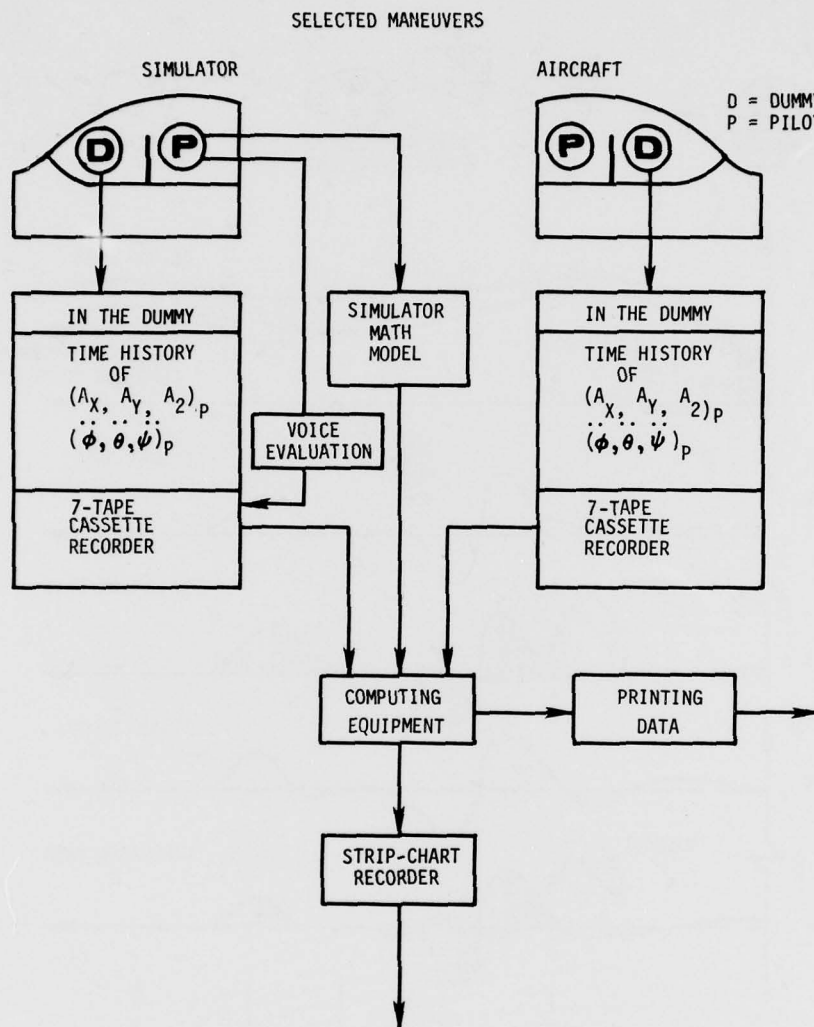 SELECTED MANEUVERS
SIMULATOR
AIRCRAFT
D = DUMMY
P = PILOT
D
P
P
D
IN THE DUMMY
TIME HISTORY
OF
(A_X, A_Y, A_2)_P
(φ̈, θ̈, ψ̈)_P
7-TAPE
CASSETTE
RECORDER
SIMULATOR
MATH
MODEL
VOICE
EVALUATION
IN THE DUMMY
TIME HISTORY
OF
(A_X, A_Y, A_2)_P
(φ̈, θ̈, ψ̈)_P
7-TAPE
CASSETTE
RECORDER
COMPUTING
EQUIPMENT
PRINTING
DATA
STRIP-CHART
RECORDER